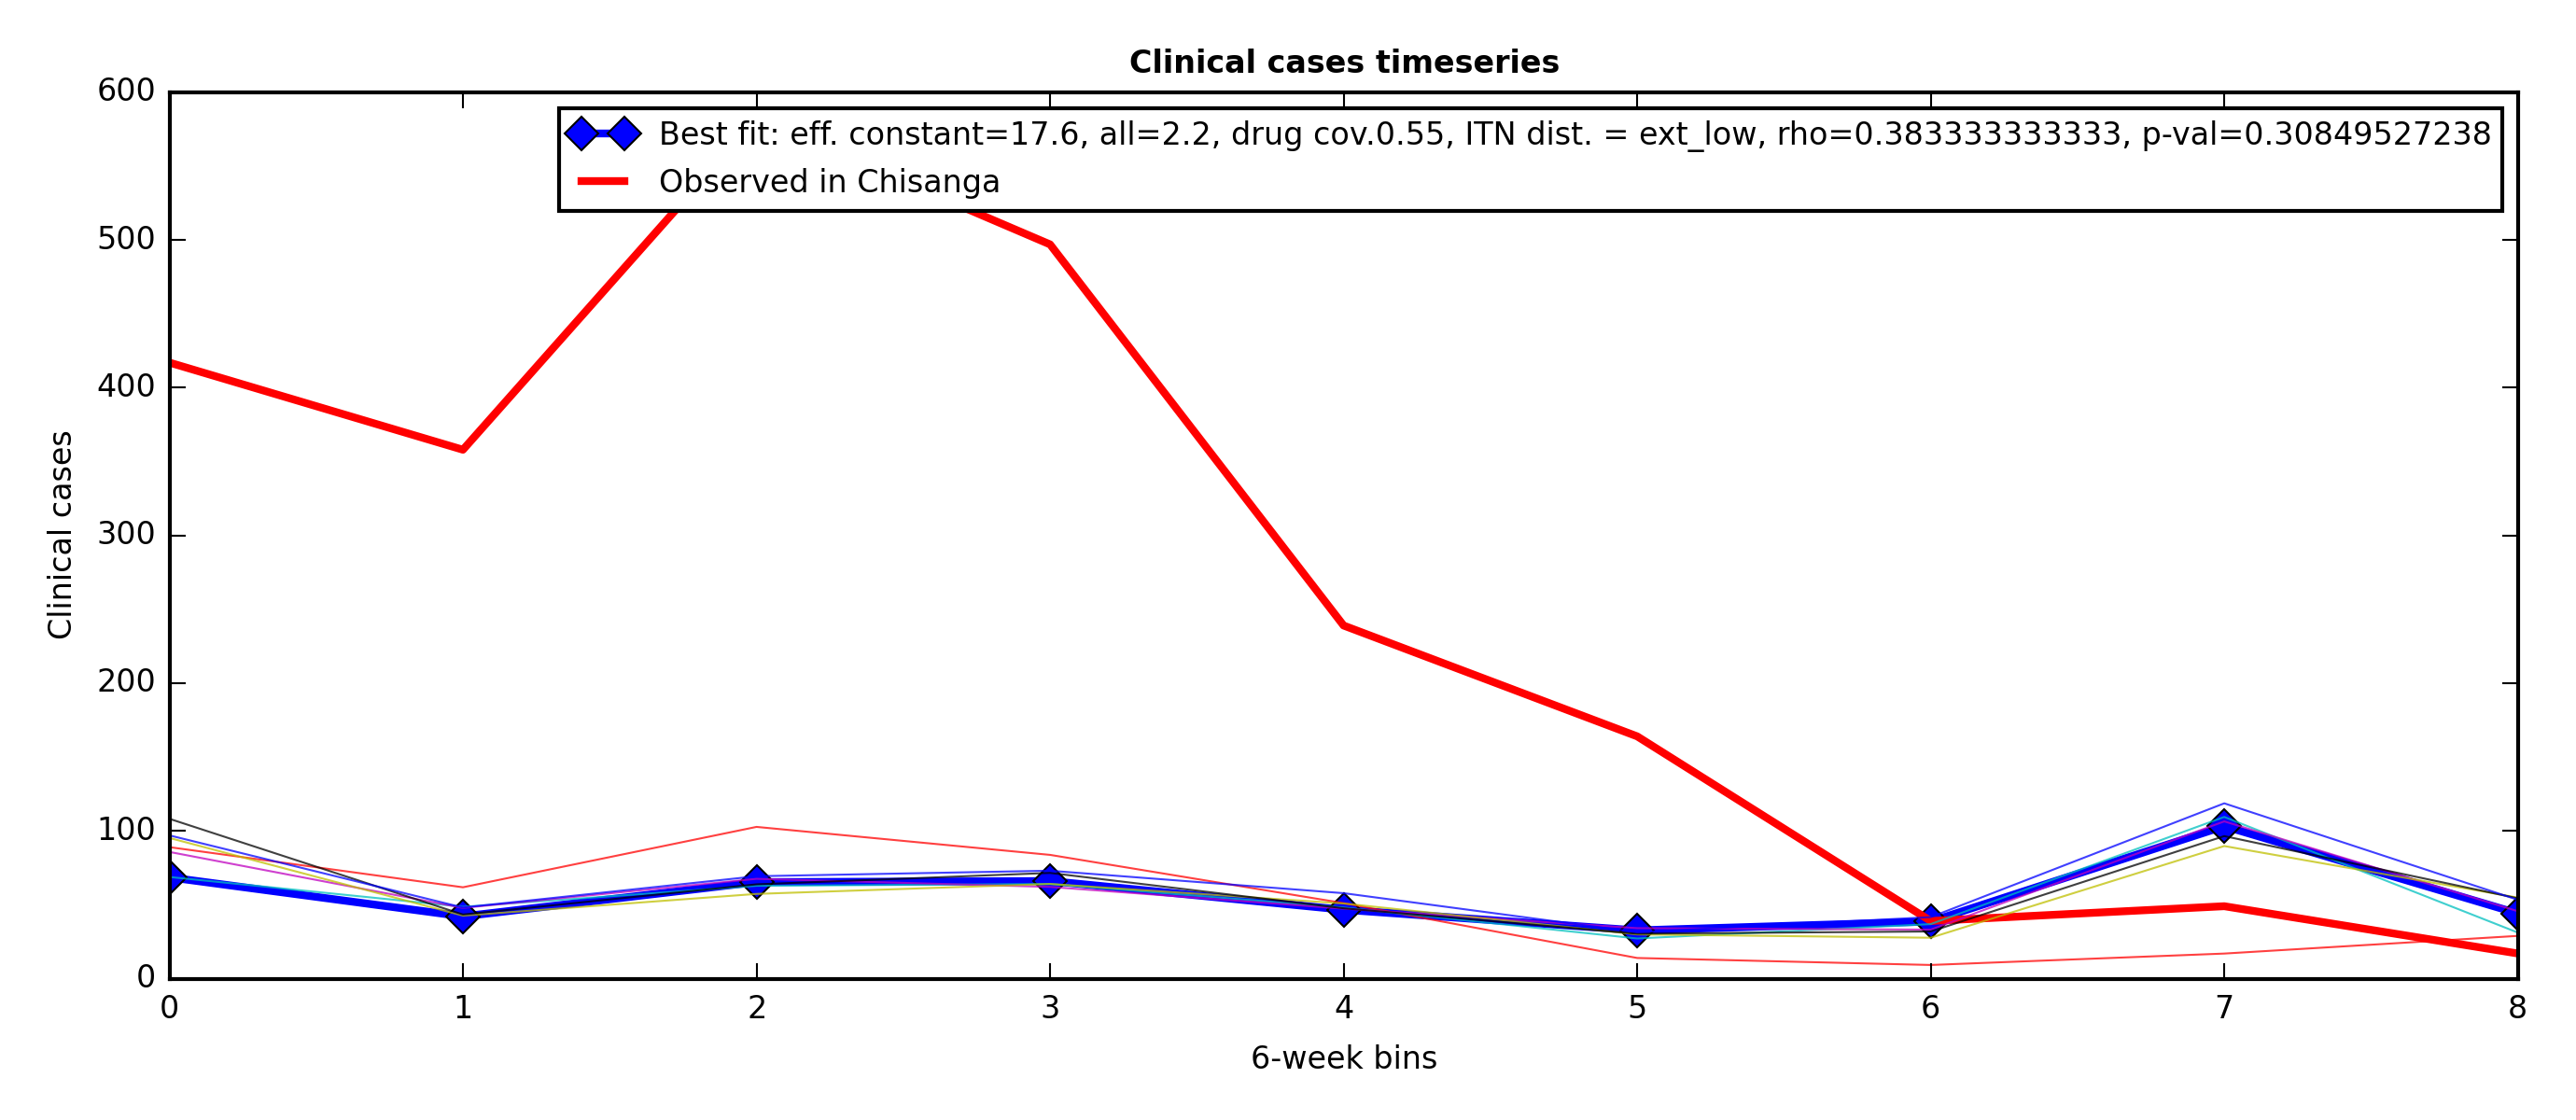 Clinical cases timeseries
600
Best fit: eff. constant=17.6, all=2.2, drug cov.0.55, ITN dist. = ext_low, rho=0.383333333333, p-val=0.30849527238
Observed in Chisanga
500
400
300
200
100
0
Clinical cases
0 1 2 3 4 5 6 7 8
6-week bins